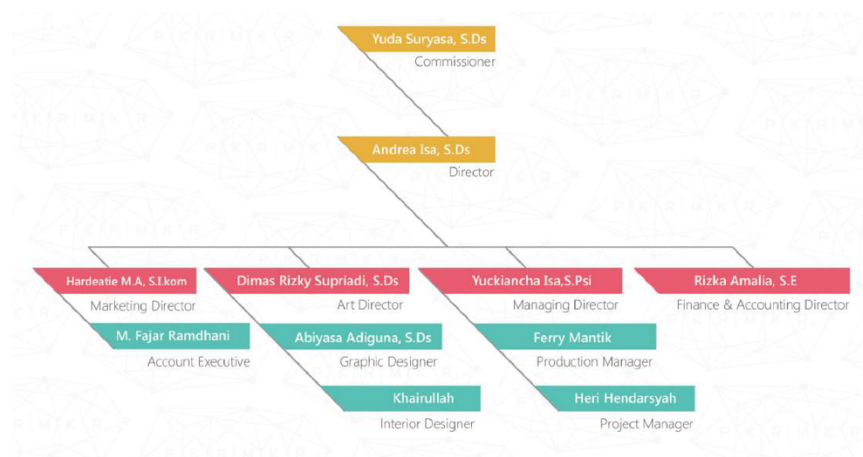 Yuda Suryasa, S.Ds
Commissioner
Andrea Isa, S.Ds
Director
Hardeatie M.A, S.I.kom
Marketing Director
Dimas Rizky Supriadi, S.Ds
Art Director
Yuckiancha Isa,S.Psi
Managing Director
Rizka Amalia, S.E
Finance & Accounting Director
M. Fajar Ramdhani
Account Executive
Abiyasa Adiguna, S.Ds
Graphic Designer
Ferry Mantik
Production Manager
Khairullah
Interior Designer
Heri Hendarsyah
Project Manager